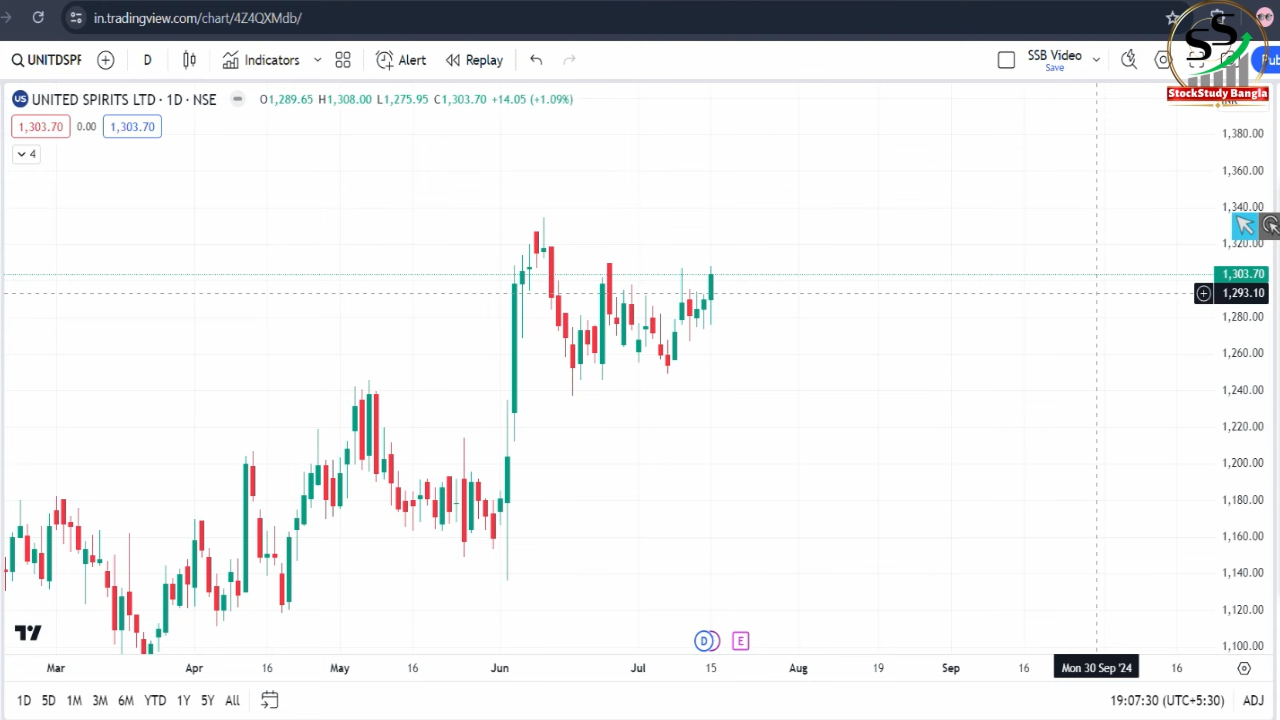 in.tradingview.com/chart/4Z4QXMdb/
SS
StockStudy Bangla
UNITDSPF
D
Indicators
Alert
Replay
SSB Video
Save
Pub
UNITED SPIRITS LTD · 1D · NSE
O1,289.65 H1,308.00 L1,275.95 C1,303.70 +14.05 (+1.09%)
1,303.70 0.00 1,303.70
4
1,380.00
1,360.00
1,340.00
1,320.00
1,303.70
1,293.10
1,280.00
1,260.00
1,240.00
1,220.00
1,200.00
1,180.00
1,160.00
1,140.00
1,120.00
1,100.00
D E
Mar Apr 16 May 16 Jun Jul 15 Aug 19 Sep 16 Mon 30 Sep '24 16
1D 5D 1M 3M 6M YTD 1Y 5Y All
19:07:30 (UTC+5:30) ADJ